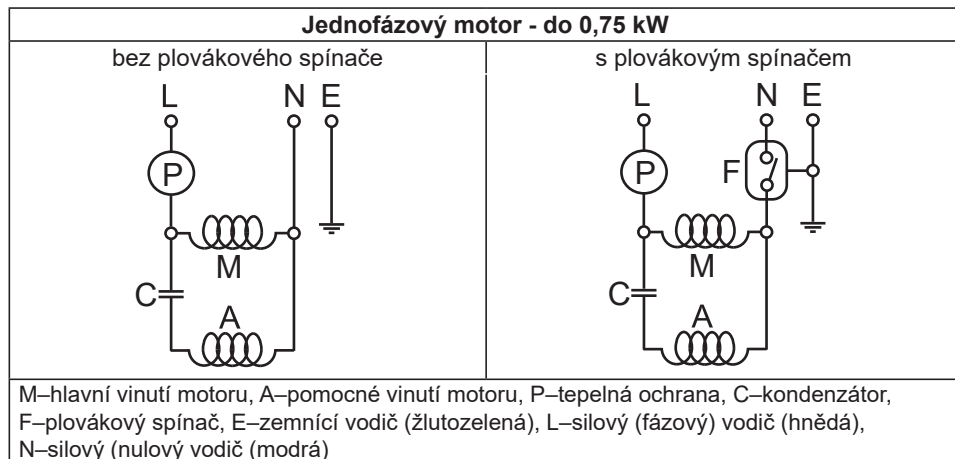 Jednofázový motor - do 0,75 kW
bez plovákového spínače
L N E
P
M
C
A
s plovákovým spínačem
L N E
P F
M
C
A
M–hlavní vinutí motoru, A–pomocné vinutí motoru, P–tepelná ochrana, C–kondenzátor,
F–plovákový spínač, E–zemnící vodič (žlutozelená), L–silový (fázový) vodič (hnědá),
N–silový (nulový vodič (modrá)